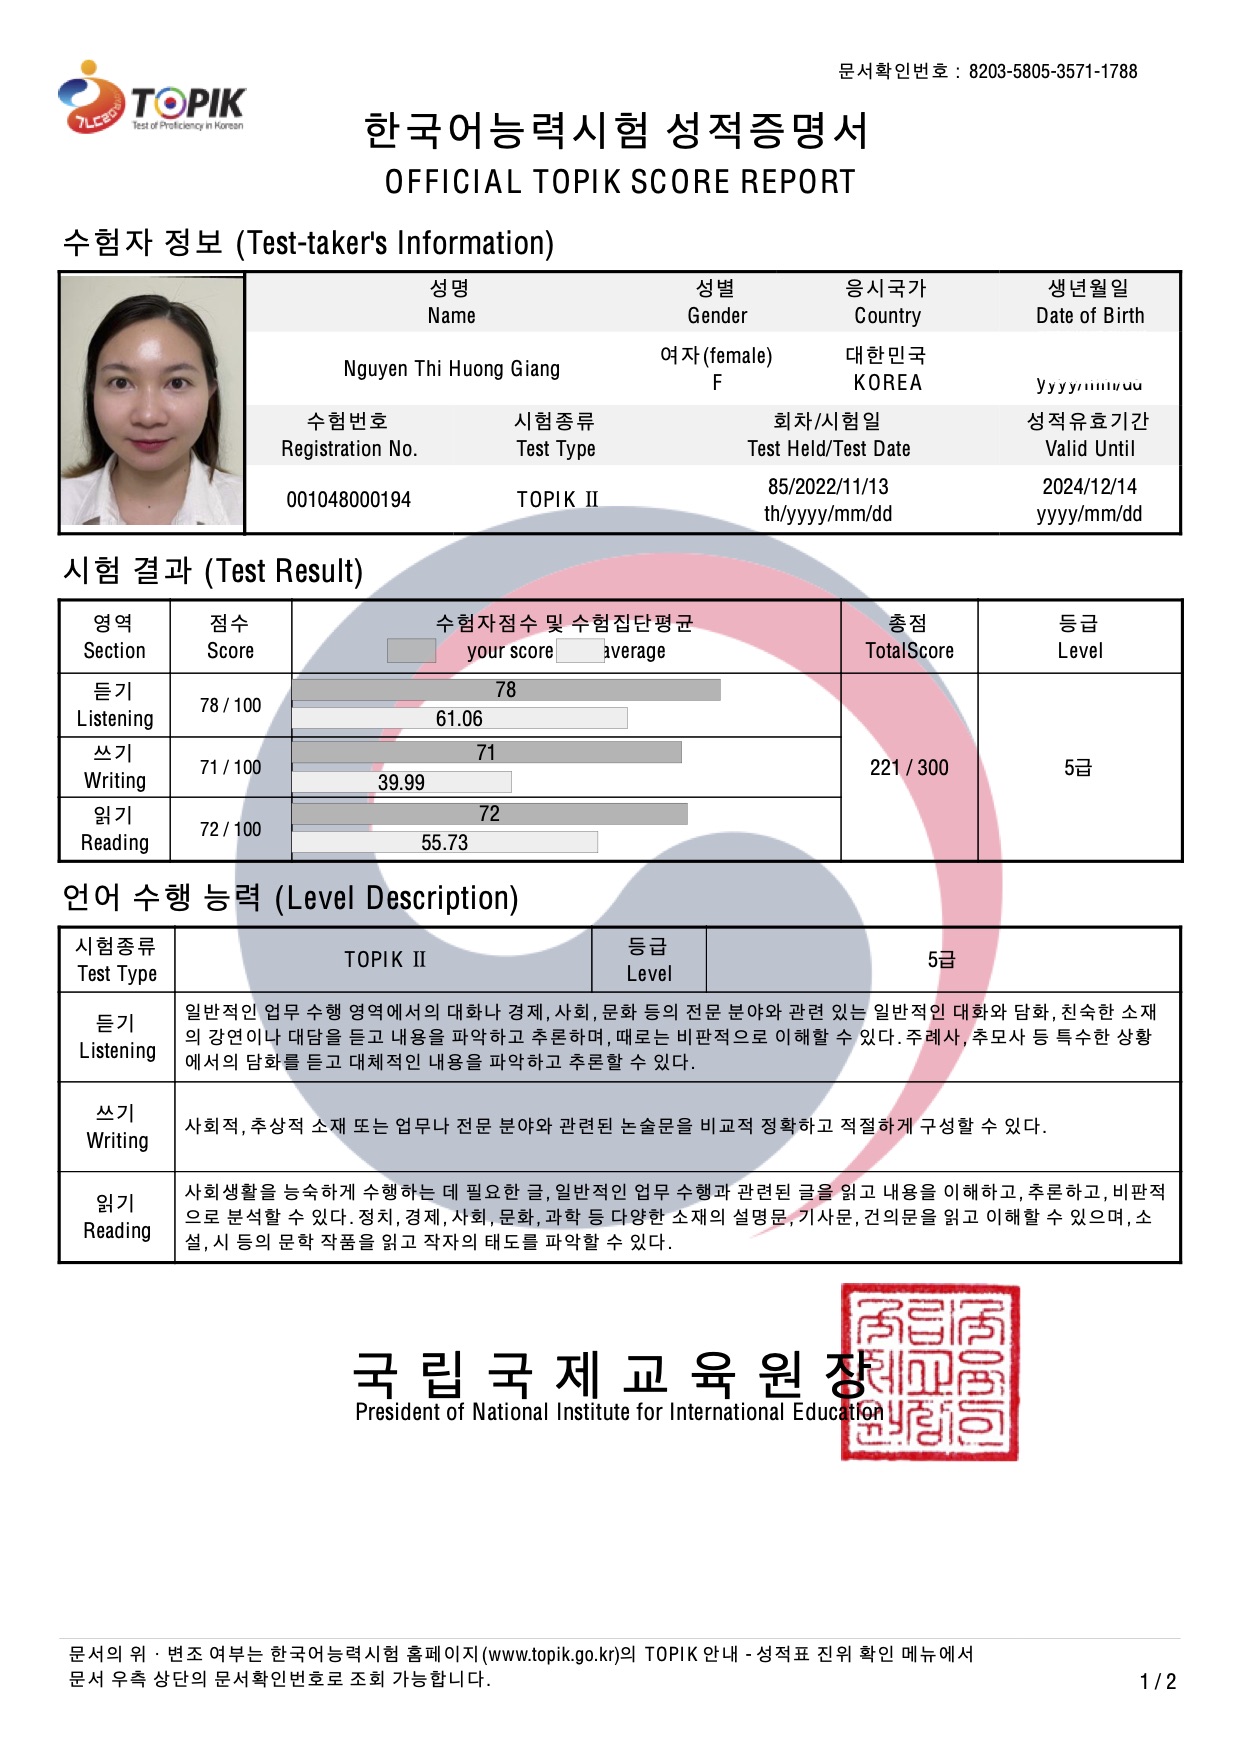 TOPIK
Test of Proficiency in Korean
문서확인번호 : 8203-5805-3571-1788
한국어능력시험 성적증명서
OFFICIAL TOPIK SCORE REPORT
수험자 정보 (Test-taker's Information)
성명 성별 응시국가 생년월일
Name Gender Country Date of Birth
Nguyen Thi Huong Giang 여자(female) 대한민국
F KOREA yyyy/mm/dd
수험번호 시험종류 회차/시험일 성적유효기간
Registration No. Test Type Test Held/Test Date Valid Until
001048000194 TOPIK Ⅱ 85/2022/11/13 2024/12/14
th/yyyy/mm/dd yyyy/mm/dd
시험 결과 (Test Result)
영역 점수 수험자점수 및 수험집단평균 총점 등급
Section Score your score average TotalScore Level
듣기 78 / 100 78
Listening 61.06
쓰기 71 / 100 71 221 / 300 5급
Writing 39.99
읽기 72 / 100 72
Reading 55.73
언어 수행 능력 (Level Description)
시험종류 TOPIK Ⅱ 등급 5급
Test Type Level
듣기
Listening
일반적인 업무 수행 영역에서의 대화나 경제, 사회, 문화 등의 전문 분야와 관련 있는 일반적인 대화와 담화, 친숙한 소재
의 강연이나 대담을 듣고 내용을 파악하고 추론하며, 때로는 비판적으로 이해할 수 있다. 주례사, 추모사 등 특수한 상황
에서의 담화를 듣고 대체적인 내용을 파악하고 추론할 수 있다.
쓰기
Writing
사회적, 추상적 소재 또는 업무나 전문 분야와 관련된 논술문을 비교적 정확하고 적절하게 구성할 수 있다.
읽기
Reading
사회생활을 능숙하게 수행하는 데 필요한 글, 일반적인 업무 수행과 관련된 글을 읽고 내용을 이해하고, 추론하고, 비판적
으로 분석할 수 있다. 정치, 경제, 사회, 문화, 과학 등 다양한 소재의 설명문, 기사문, 건의문을 읽고 이해할 수 있으며, 소
설, 시 등의 문학 작품을 읽고 작자의 태도를 파악할 수 있다.
국립국제교육원장
President of National Institute for International Education
문서의 위 · 변조 여부는 한국어능력시험 홈페이지(www.topik.go.kr)의 TOPIK 안내 - 성적표 진위 확인 메뉴에서
문서 우측 상단의 문서확인번호로 조회 가능합니다.
1 / 2